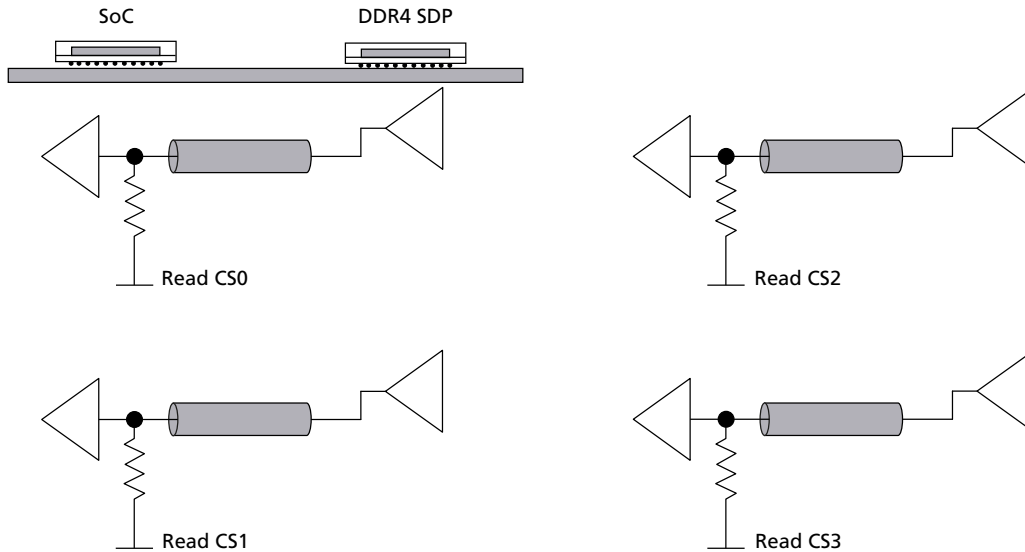 SoC
DDR4 SDP
Read CS0
Read CS2
Read CS1
Read CS3